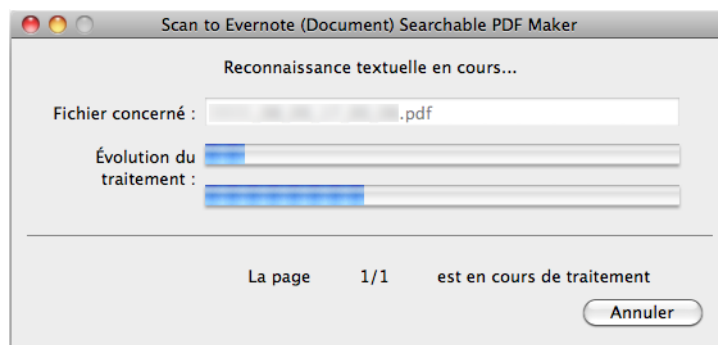 Scan to Evernote (Document) Searchable PDF Maker
Reconnaissance textuelle en cours...
Fichier concerné : .pdf
Évolution du
traitement :
La page 1/1 est en cours de traitement
Annuler